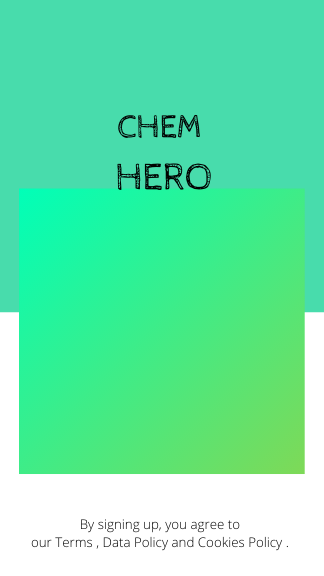 CHEM
HERO
By signing up, you agree to
our Terms , Data Policy and Cookies Policy .